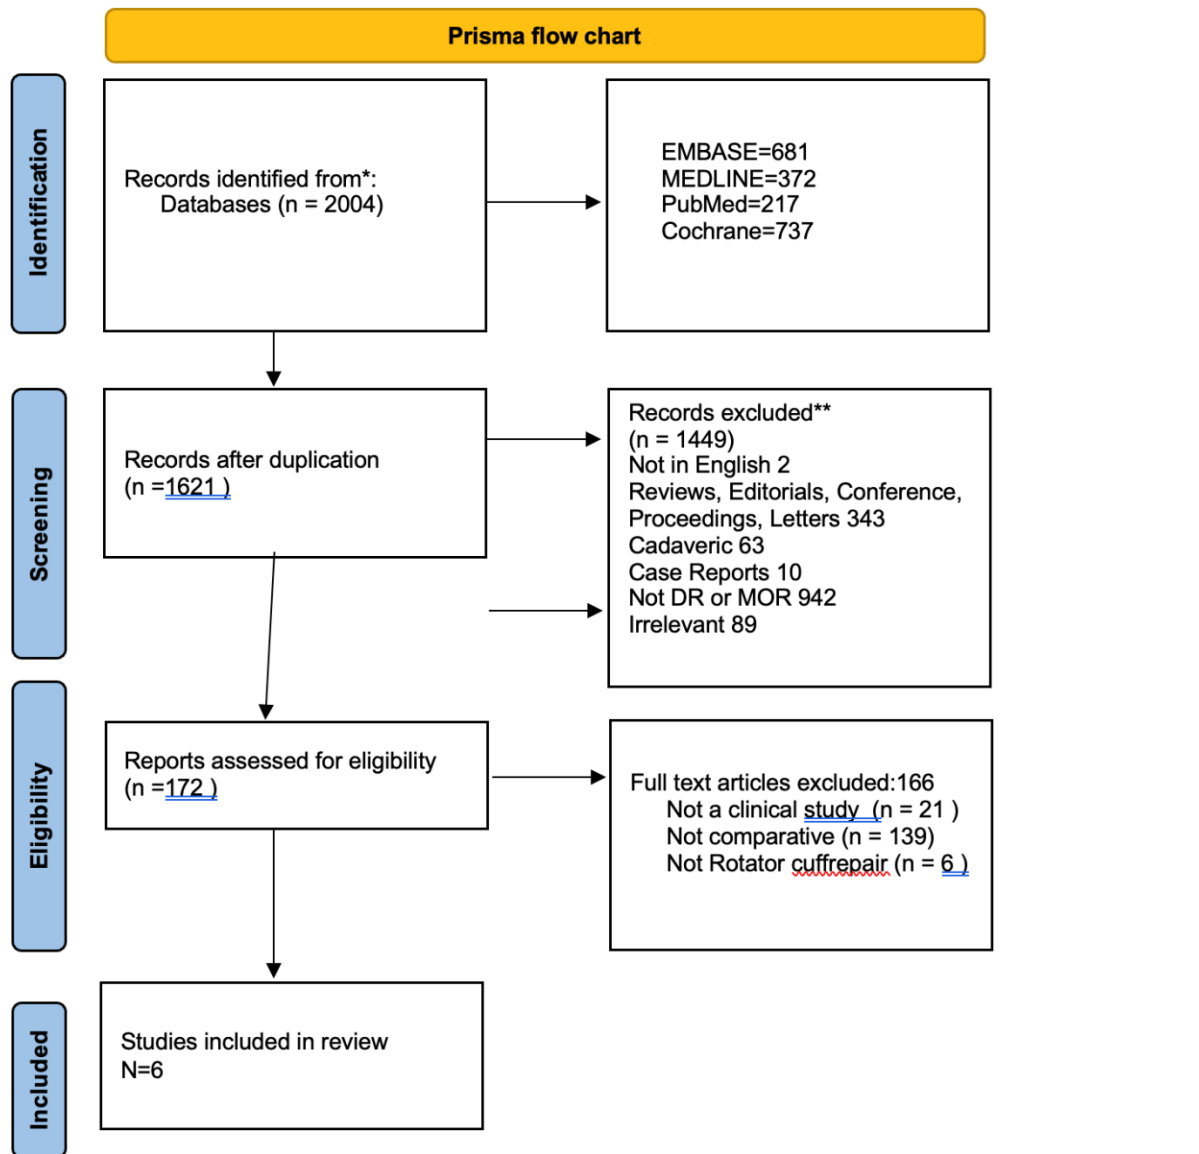 Prisma flow chart
Identification
Records identified from*:
Databases (n = 2004)
EMBASE=681
MEDLINE=372
PubMed=217
Cochrane=737
Screening
Records after duplication
(n =1621 )
Records excluded**
(n = 1449)
Not in English 2
Reviews, Editorials, Conference,
Proceedings, Letters 343
Cadaveric 63
Case Reports 10
Not DR or MOR 942
Irrelevant 89
Eligibility
Reports assessed for eligibility
(n =172 )
Full text articles excluded:166
Not a clinical study  (n = 21 )
Not comparative (n = 139)
Not Rotator cuffrepair (n = 6 )
Included
Studies included in review
N=6